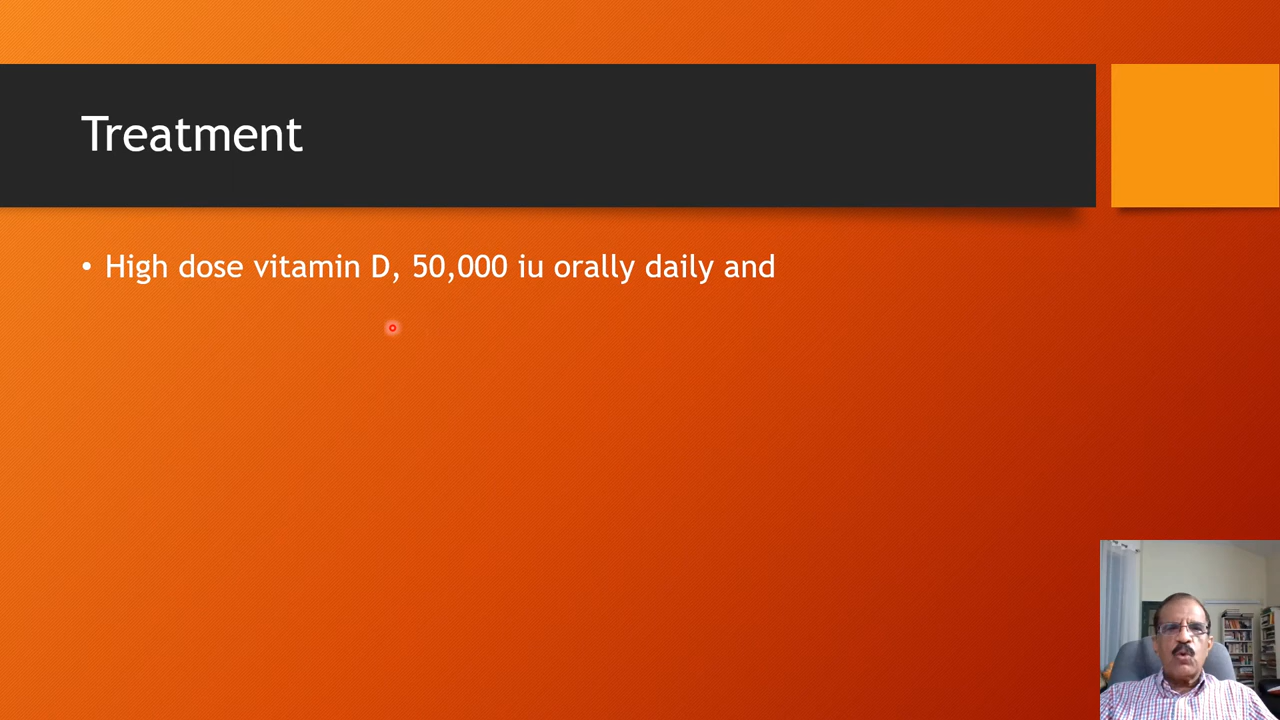 Treatment
• High dose vitamin D, 50,000 iu orally daily and